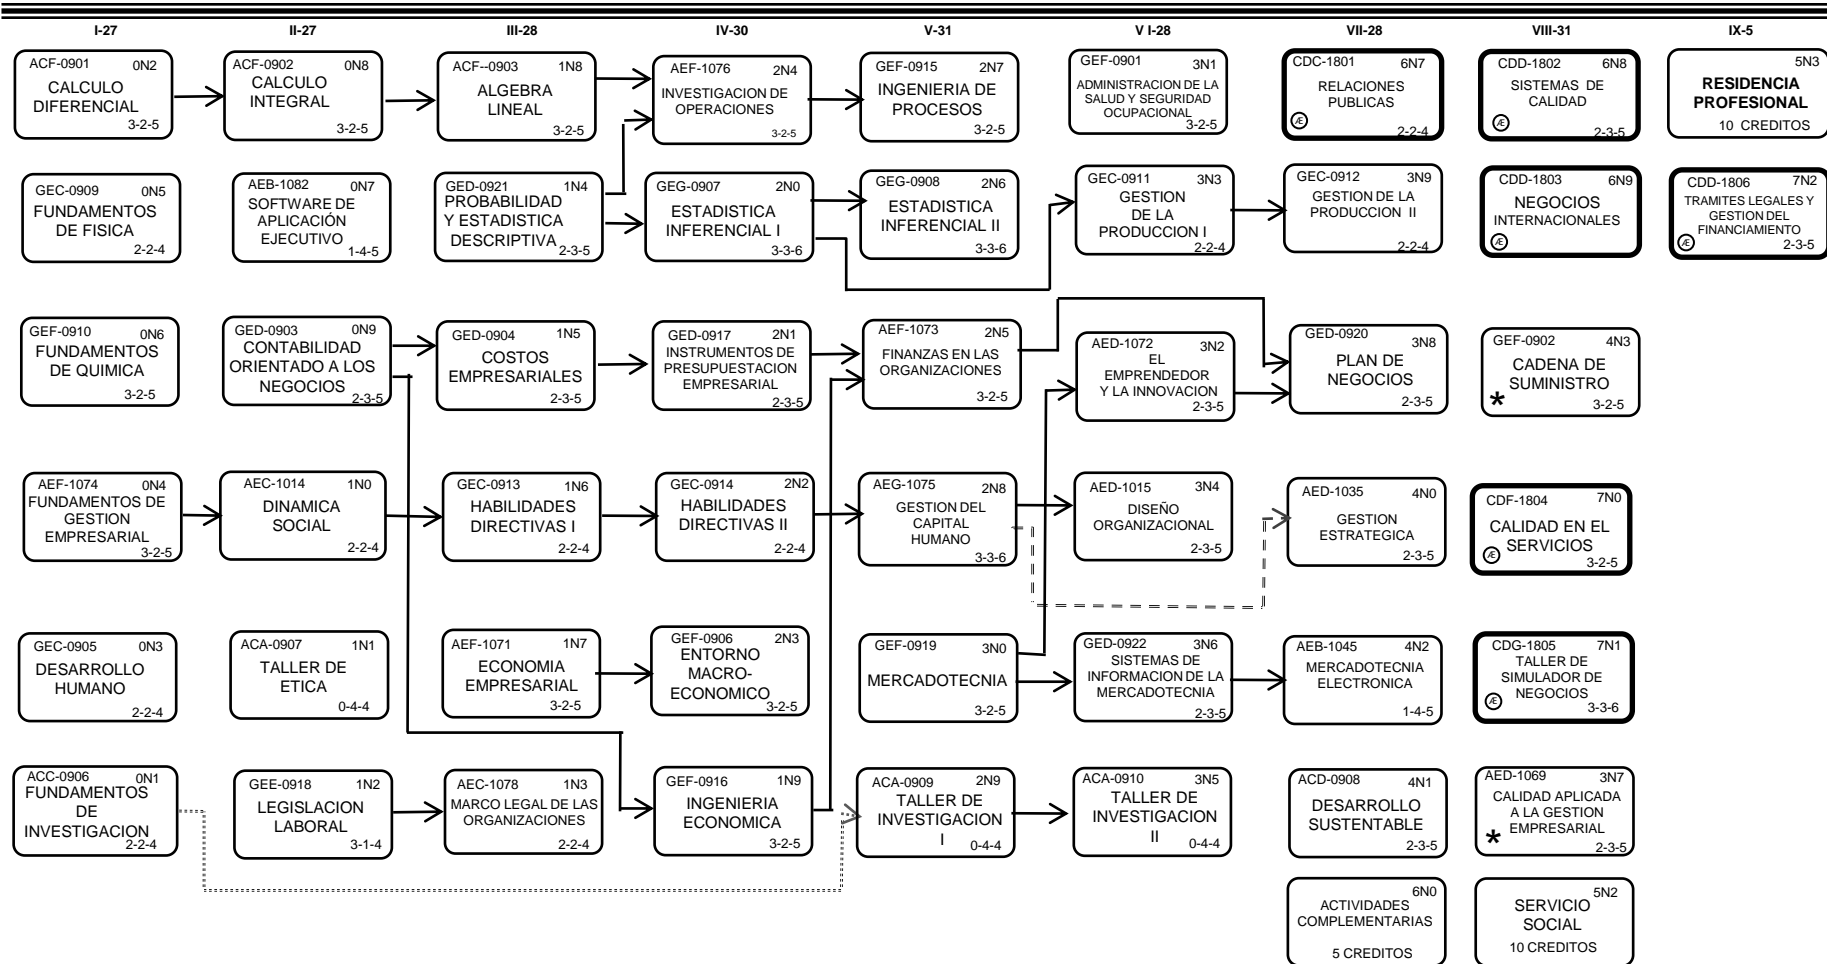 I-27
II-27
III-28
IV-30
V-31
V I-28
VII-28
VIII-31
IX-5
ACF-0901 0N2
CALCULO
DIFERENCIAL
3-2-5
ACF-0902 0N8
CALCULO
INTEGRAL
3-2-5
ACF--0903 1N8
ALGEBRA
LINEAL
3-2-5
AEF-1076 2N4
INVESTIGACION DE
OPERACIONES
3-2-5
GEF-0915 2N7
INGENIERIA DE
PROCESOS
3-2-5
GEF-0901 3N1
ADMINISTRACION DE LA
SALUD Y SEGURIDAD
OCUPACIONAL
3-2-5
CDC-1801 6N7
RELACIONES
PUBLICAS
Æ
2-2-4
CDD-1802 6N8
SISTEMAS DE
CALIDAD
Æ
2-3-5
5N3
RESIDENCIA
PROFESIONAL
10 CREDITOS
GEC-0909 0N5
FUNDAMENTOS
DE FISICA
2-2-4
AEB-1082 0N7
SOFTWARE DE
APLICACIÓN
EJECUTIVO
1-4-5
GED-0921 1N4
PROBABILIDAD
Y ESTADISTICA
DESCRIPTIVA
2-3-5
GEG-0907 2N0
ESTADISTICA
INFERENCIAL I
3-3-6
GEG-0908 2N6
ESTADISTICA
INFERENCIAL II
3-3-6
GEC-0911 3N3
GESTION
DE LA
PRODUCCION I
2-2-4
GEC-0912 3N9
GESTION DE LA
PRODUCCION II
2-2-4
CDD-1803 6N9
NEGOCIOS
INTERNACIONALES
Æ
CDD-1806 7N2
TRAMITES LEGALES Y
GESTION DEL
FINANCIAMIENTO
Æ
2-3-5
GEF-0910 0N6
FUNDAMENTOS
DE QUIMICA
3-2-5
GED-0903 0N9
CONTABILIDAD
ORIENTADO A LOS
NEGOCIOS
2-3-5
GED-0904 1N5
COSTOS
EMPRESARIALES
2-3-5
GED-0917 2N1
INSTRUMENTOS DE
PRESUPUESTACION
EMPRESARIAL
2-3-5
AEF-1073 2N5
FINANZAS EN LAS
ORGANIZACIONES
3-2-5
AED-1072 3N2
EL
EMPRENDEDOR
Y LA INNOVACION
2-3-5
GED-0920 3N8
PLAN DE
NEGOCIOS
2-3-5
GEF-0902 4N3
CADENA DE
SUMINISTRO
*
3-2-5
AEF-1074 0N4
FUNDAMENTOS DE
GESTION
EMPRESARIAL
3-2-5
AEC-1014 1N0
DINAMICA
SOCIAL
2-2-4
GEC-0913 1N6
HABILIDADES
DIRECTIVAS I
2-2-4
GEC-0914 2N2
HABILIDADES
DIRECTIVAS II
2-2-4
AEG-1075 2N8
GESTION DEL
CAPITAL
HUMANO
3-3-6
AED-1015 3N4
DISEÑO
ORGANIZACIONAL
2-3-5
AED-1035 4N0
GESTION
ESTRATEGICA
2-3-5
CDF-1804 7N0
CALIDAD EN EL
SERVICIOS
Æ
3-2-5
GEC-0905 0N3
DESARROLLO
HUMANO
2-2-4
ACA-0907 1N1
TALLER DE
ETICA
0-4-4
AEF-1071 1N7
ECONOMIA
EMPRESARIAL
3-2-5
GEF-0906 2N3
ENTORNO
MACRO-
ECONOMICO
3-2-5
GEF-0919 3N0
MERCADOTECNIA
3-2-5
GED-0922 3N6
SISTEMAS DE
INFORMACION DE LA
MERCADOTECNIA
2-3-5
AEB-1045 4N2
MERCADOTECNIA
ELECTRONICA
1-4-5
CDG-1805 7N1
TALLER DE
SIMULADOR DE
NEGOCIOS
Æ
3-3-6
ACC-0906 0N1
FUNDAMENTOS
DE
INVESTIGACION
2-2-4
GEE-0918 1N2
LEGISLACION
LABORAL
3-1-4
AEC-1078 1N3
MARCO LEGAL DE LAS
ORGANIZACIONES
2-2-4
GEF-0916 1N9
INGENIERIA
ECONOMICA
3-2-5
ACA-0909 2N9
TALLER DE
INVESTIGACION
I
0-4-4
ACA-0910 3N5
TALLER DE
INVESTIGACION
II
0-4-4
ACD-0908 4N1
DESARROLLO
SUSTENTABLE
2-3-5
AED-1069 3N7
CALIDAD APLICADA
A LA GESTION
EMPRESARIAL
*
2-3-5
6N0
ACTIVIDADES
COMPLEMENTARIAS
5 CREDITOS
5N2
SERVICIO
SOCIAL
10 CREDITOS